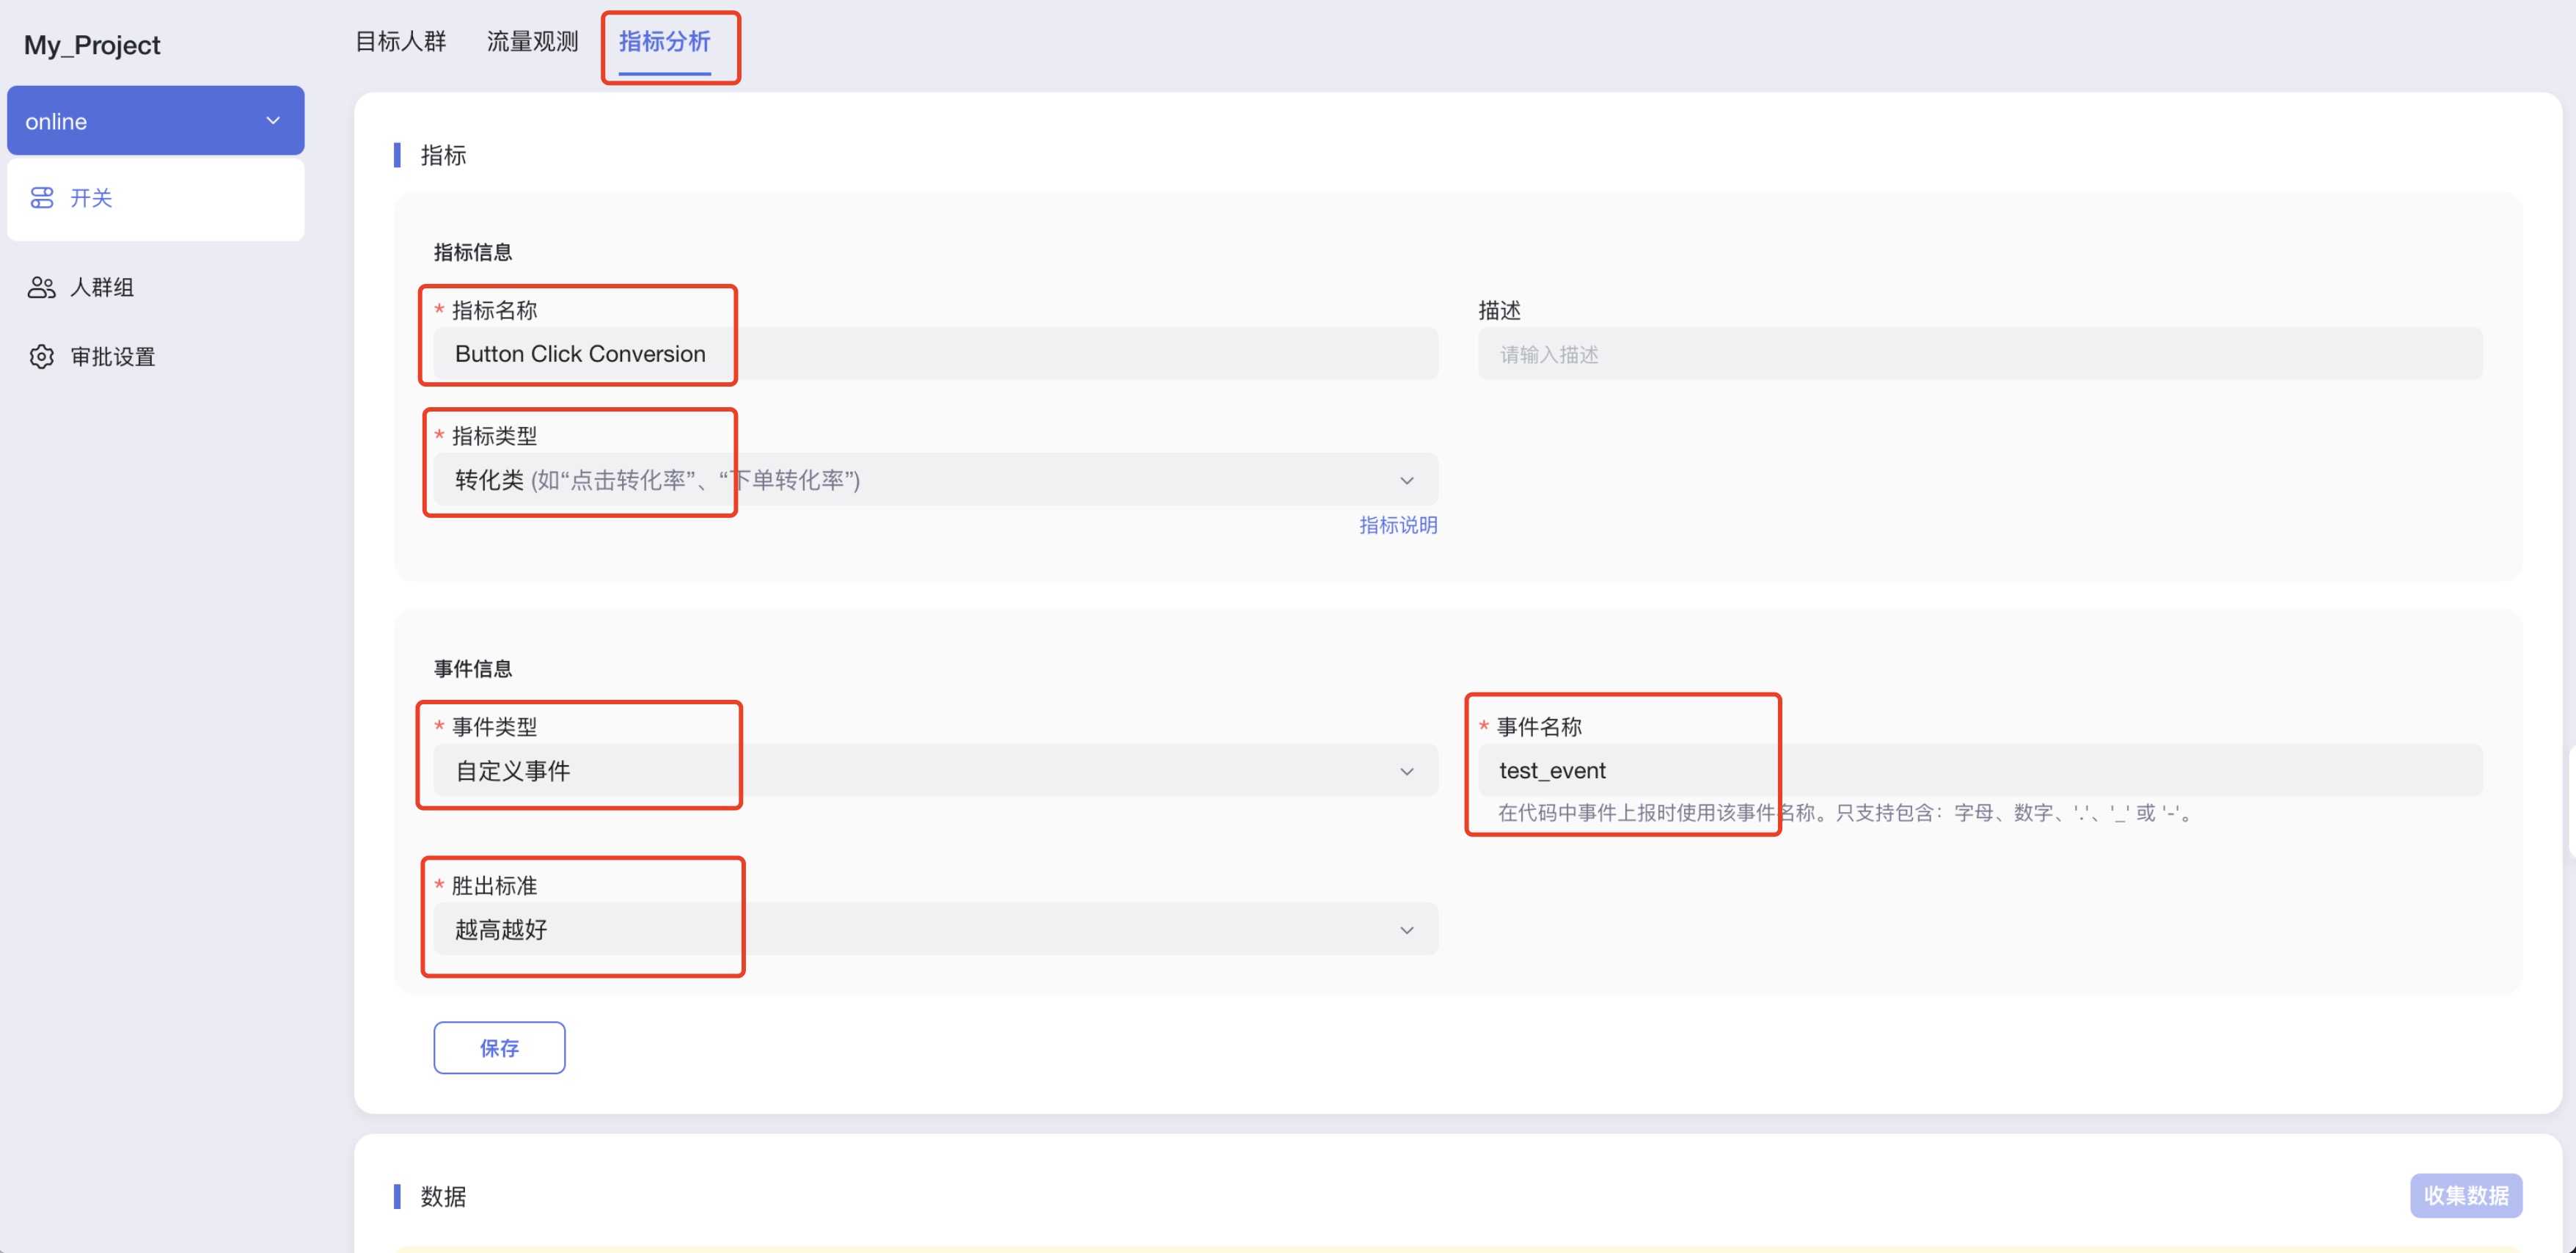 My_Project
目标人群 流量观测 指标分析
online
开关
人群组
审批设置
指标
指标信息
* 指标名称 描述
Button Click Conversion 请输入描述
* 指标类型
转化类 (如“点击转化率”、“下单转化率”)
指标说明
事件信息
* 事件类型 * 事件名称
自定义事件 test_event
在代码中事件上报时使用该事件名称。只支持包含：字母、数字、'.'、'_' 或 '-'。
* 胜出标准
越高越好
保存
数据 收集数据